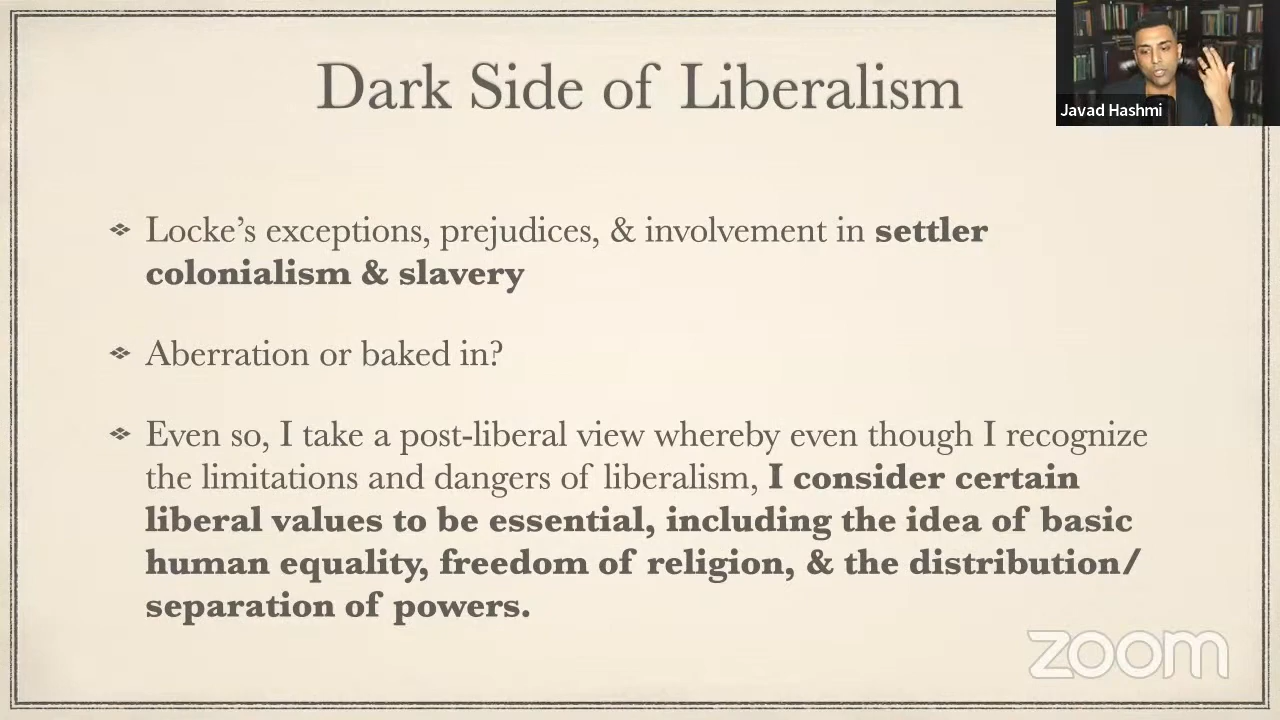 Dark Side of Liberalism
Javad Hashmi
❖ Locke’s exceptions, prejudices, & involvement in settler
colonialism & slavery
❖ Aberration or baked in?
❖ Even so, I take a post-liberal view whereby even though I recognize
the limitations and dangers of liberalism, I consider certain
liberal values to be essential, including the idea of basic
human equality, freedom of religion, & the distribution/
separation of powers.
zoom